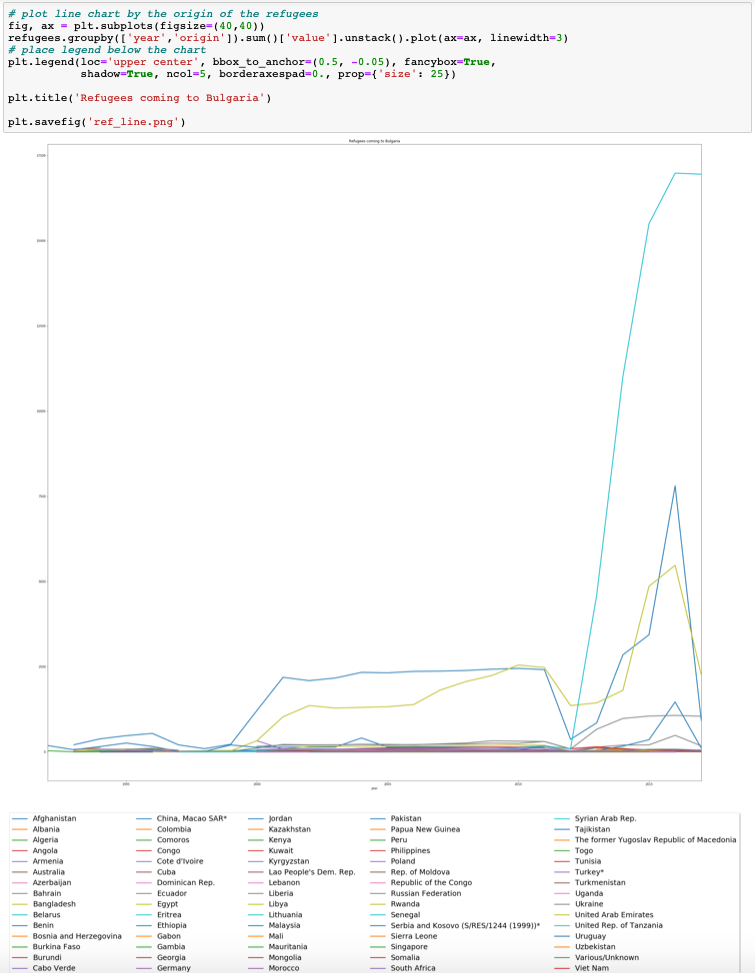 # plot line chart by the origin of the refugees
fig, ax = plt.subplots(figsize=(40,40))
refugees.groupby(['year','origin']).sum()['value'].unstack().plot(ax=ax, linewidth=3)
# place legend below the chart
plt.legend(loc='upper center', bbox_to_anchor=(0.5, -0.05), fancybox=True,
shadow=True, ncol=5, borderaxespad=0., prop={'size': 25})
plt.title('Refugees coming to Bulgaria')
plt.savefig('ref_line.png')
Refugees coming to Bulgaria
Afghanistan China, Macao SAR* Jordan Pakistan Syrian Arab Rep.
Albania Colombia Kazakhstan Papua New Guinea Tajikistan
Algeria Comoros Kenya Peru The former Yugoslav Republic of Macedonia
Angola Congo Kuwait Philippines Togo
Armenia Cote d'Ivoire Kyrgyzstan Poland Tunisia
Australia Cuba Lao People's Dem. Rep. Rep. of Moldova Turkey*
Azerbaijan Dominican Rep. Lebanon Republic of the Congo Turkmenistan
Bahrain Ecuador Liberia Russian Federation Uganda
Bangladesh Egypt Libya Rwanda Ukraine
Belarus Eritrea Lithuania Senegal United Arab Emirates
Benin Ethiopia Malaysia Serbia and Kosovo (S/RES/1244 (1999))* United Rep. of Tanzania
Bosnia and Herzegovina Gabon Mali Sierra Leone Uruguay
Burkina Faso Gambia Mauritania Singapore Uzbekistan
Burundi Georgia Mongolia Somalia Various/Unknown
Cabo Verde Germany Morocco South Africa Viet Nam